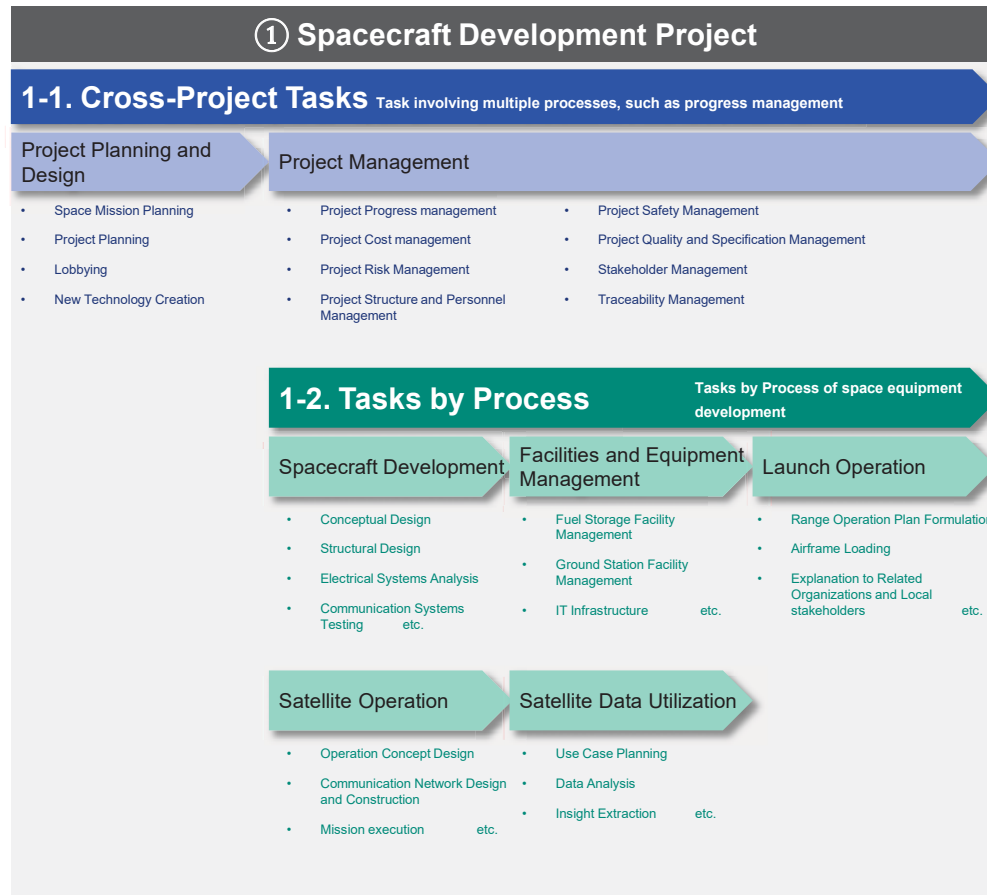 ① Spacecraft Development Project
1-1. Cross-Project Tasks Task involving multiple processes, such as progress management
Project Planning and
Design
• Space Mission Planning
• Project Planning
• Lobbying
• New Technology Creation
Project Management
• Project Progress management
• Project Cost management
• Project Risk Management
• Project Structure and Personnel
Management
• Project Safety Management
• Project Quality and Specification Management
• Stakeholder Management
• Traceability Management
1-2. Tasks by Process
Tasks by Process of space equipment
development
Spacecraft Development
• Conceptual Design
• Structural Design
• Electrical Systems Analysis
• Communication Systems
Testing etc.
Facilities and Equipment
Management
• Fuel Storage Facility
Management
• Ground Station Facility
Management
• IT Infrastructure etc.
Launch Operation
• Range Operation Plan Formulation
• Airframe Loading
• Explanation to Related
Organizations and Local
stakeholders etc.
Satellite Operation
• Operation Concept Design
• Communication Network Design
and Construction
• Mission execution etc.
Satellite Data Utilization
• Use Case Planning
• Data Analysis
• Insight Extraction etc.